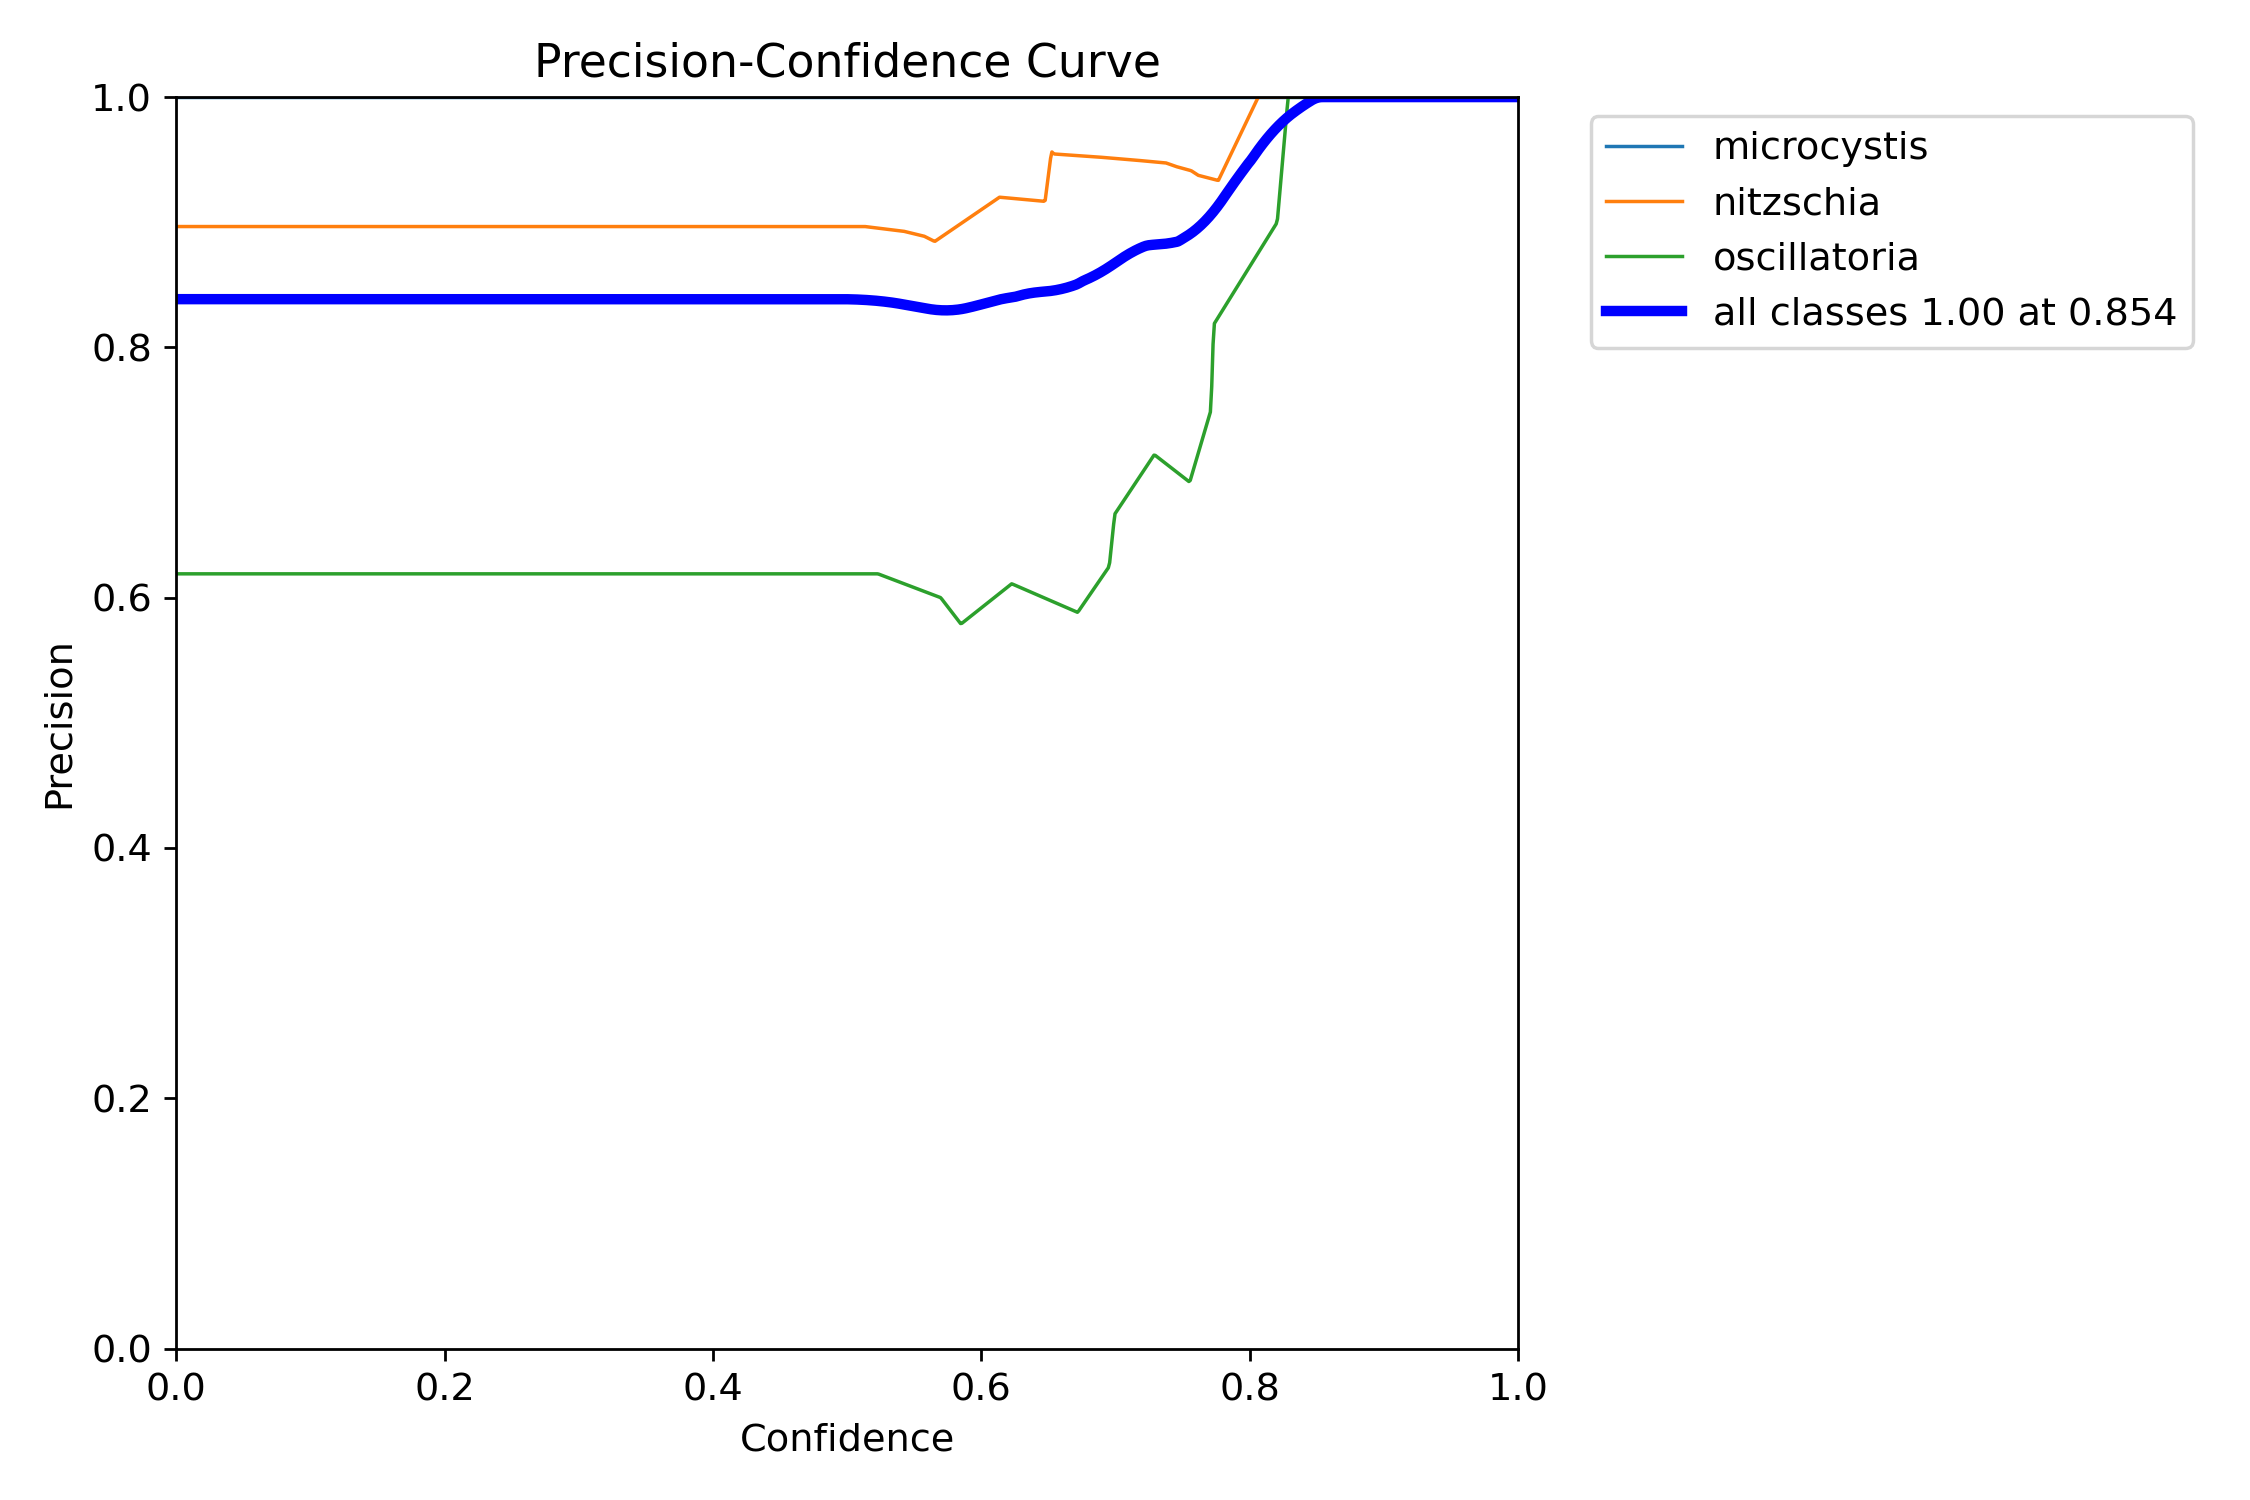 Precision-Confidence Curve
1.0
0.8
0.6
0.4
0.2
0.0
Precision
0.0 0.2 0.4 0.6 0.8 1.0
Confidence
microcystis
nitzschia
oscillatoria
all classes 1.00 at 0.854